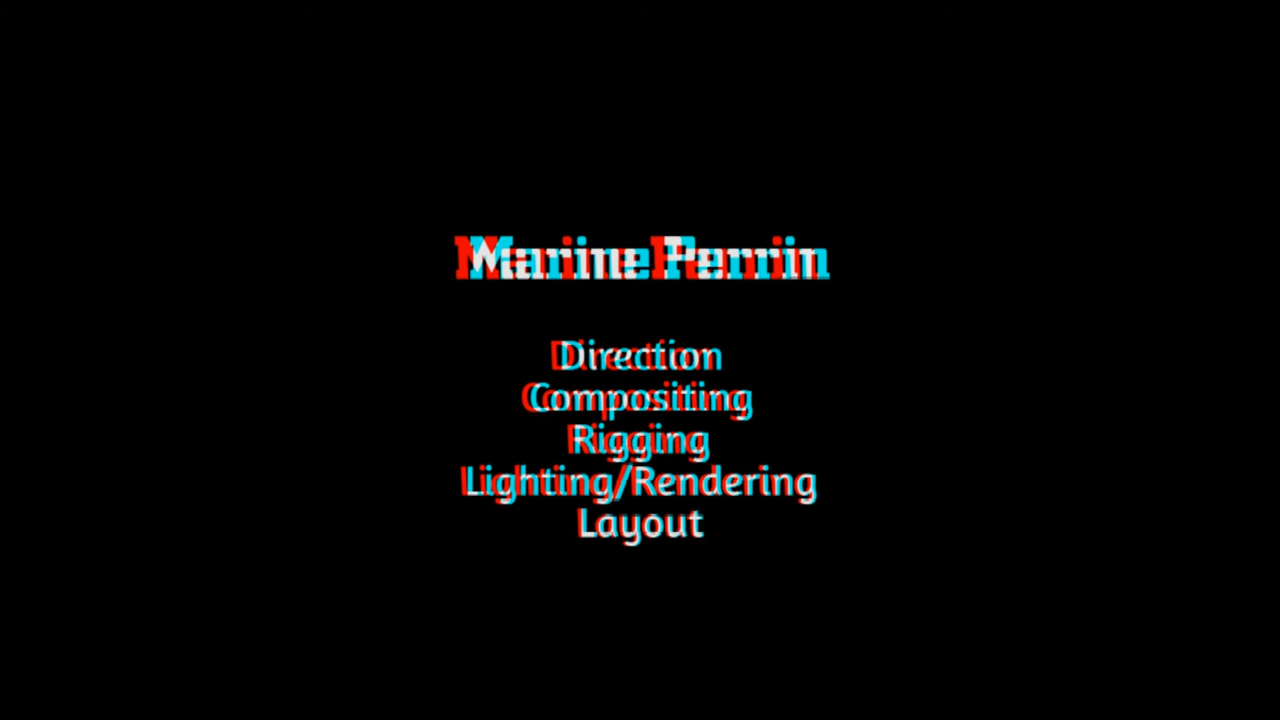 Marine Perrin
Direction
Compositing
Rigging
Lighting/Rendering
Layout